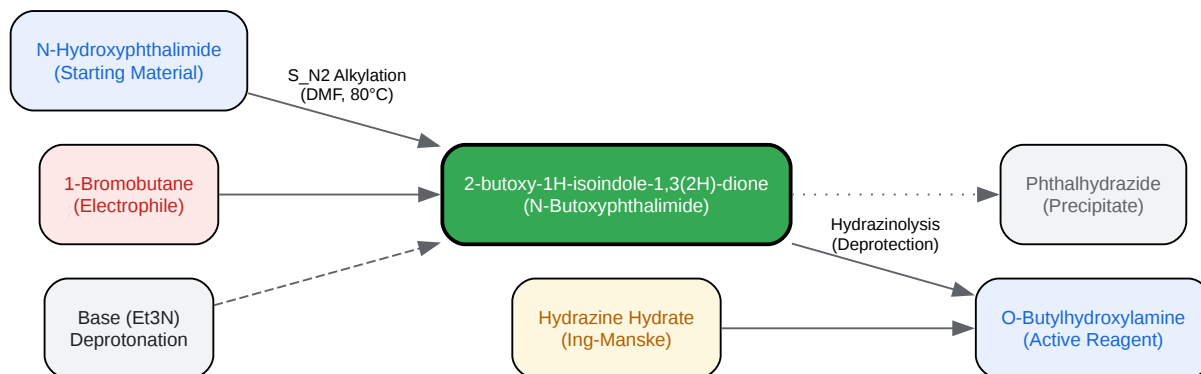 N-Hydroxyphthalimide
(Starting Material)
S_N2 Alkylation
(DMF, 80°C)
1-Bromobutane
(Electrophile)
2-butoxy-1H-isoindole-1,3(2H)-dione
(N-Butoxyphthalimide)
Phthalhydrazide
(Precipitate)
Hydrazinolysis
(Deprotection)
Base (Et3N)
Deprotonation
Hydrazine Hydrate
(Ing-Manske)
O-Butylhydroxylamine
(Active Reagent)